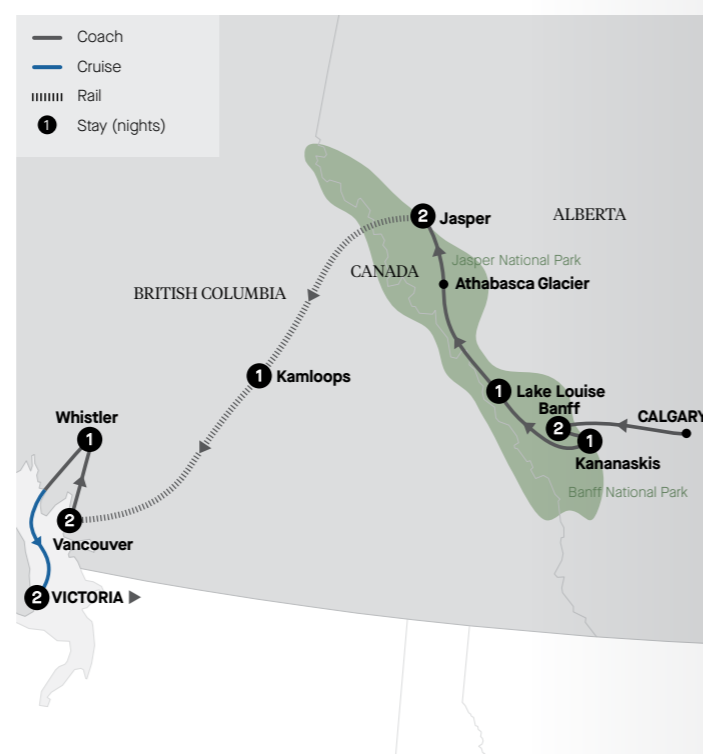 Coach
Cruise
Rail
1 Stay (nights)
2 Jasper
ALBERTA
Jasper National Park
CANADA
Athabasca Glacier
BRITISH COLUMBIA
1 Kamloops
1 Lake Louise
Banff
2
CALGARY
1
Kananaskis
Banff National Park
Whistler
1
2
Vancouver
2 VICTORIA